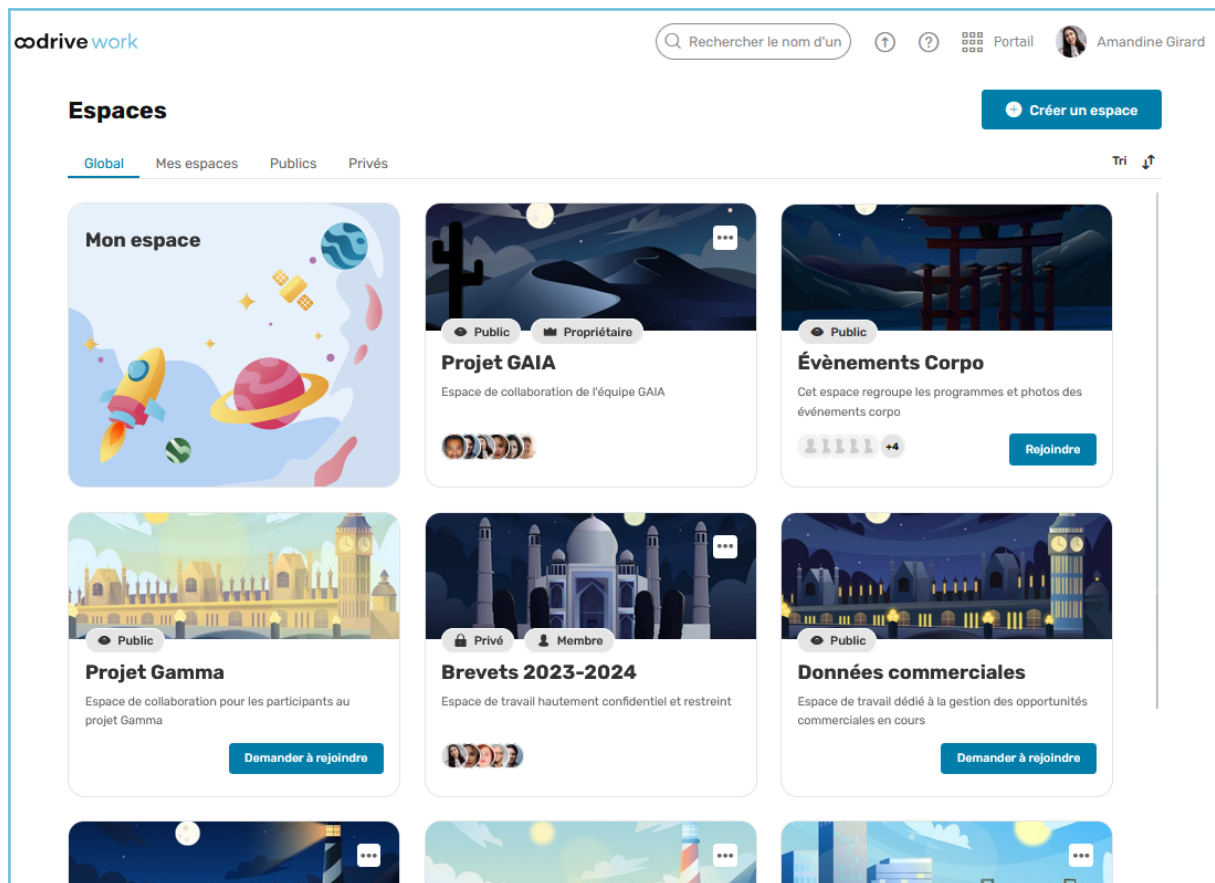 oodrive work
Rechercher le nom d'un
Portail
Amandine Girard
Espaces
Créer un espace
Global
Mes espaces
Publics
Privés
Tri
Mon espace
Public
Propriétaire
Projet GAIA
Espace de collaboration de l'équipe GAIA
Public
Évènements Corpo
Cet espace regroupe les programmes et photos des
événements corpo
+4
Rejoindre
Public
Projet Gamma
Espace de collaboration pour les participants au
projet Gamma
Demander à rejoindre
Privé
Membre
Brevets 2023-2024
Espace de travail hautement confidentiel et restreint
Public
Données commerciales
Espace de travail dédié à la gestion des opportunités
commerciales en cours
Demander à rejoindre